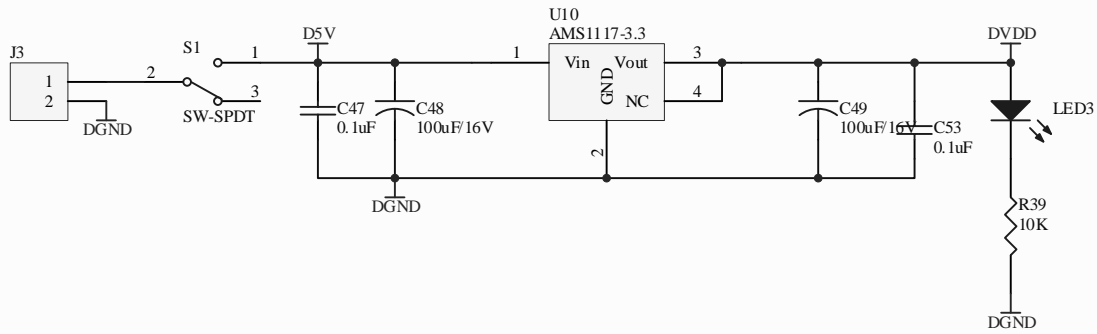 J3
1
2
DGND
2
S1
1
3
SW-SPDT
D5V
C47
0.1uF
C48
100uF/16V
DGND
1
U10
AMS1117-3.3
Vin
Vout
GND
NC
3
4
2
C49
100uF/16V
C53
0.1uF
DVDD
LED3
R39
10K
DGND